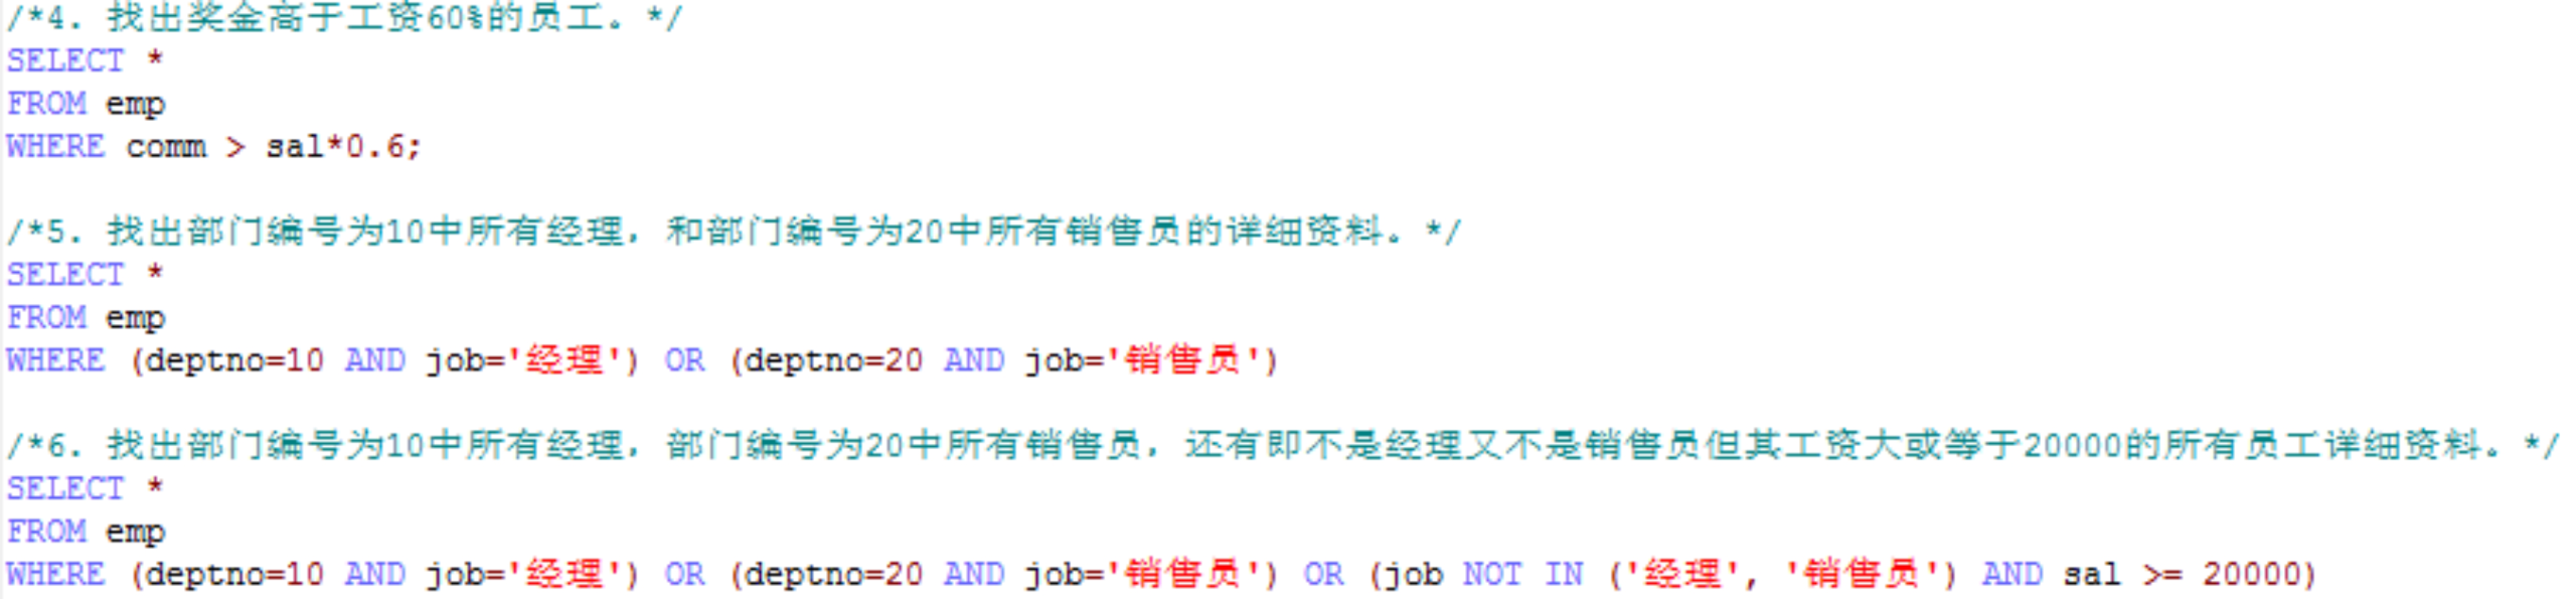 /*4. 找出奖金高于工资60%的员工。*/
SELECT *
FROM emp
WHERE comm > sal*0.6;
/*5. 找出部门编号为10中所有经理，和部门编号为20中所有销售员的详细资料。*/
SELECT *
FROM emp
WHERE (deptno=10 AND job='经理') OR (deptno=20 AND job='销售员')
/*6. 找出部门编号为10中所有经理，部门编号为20中所有销售员，还有即不是经理又不是销售员但其工资大或等于20000的所有员工详细资料。*/
SELECT *
FROM emp
WHERE (deptno=10 AND job='经理') OR (deptno=20 AND job='销售员') OR (job NOT IN ('经理', '销售员') AND sal >= 20000)